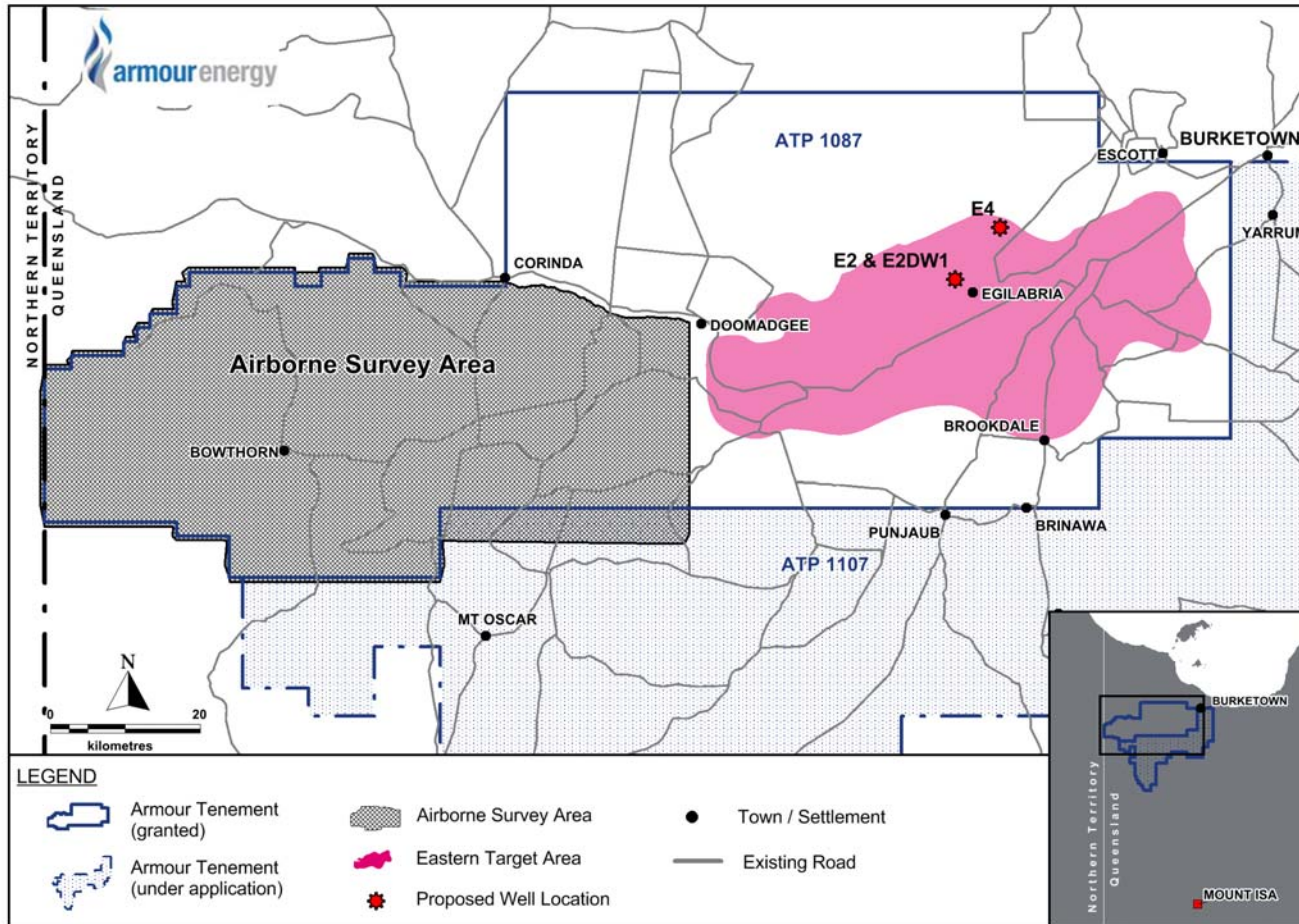 armourenergy
NORTHERN TERRITORY
QUEENSLAND
ATP 1087
ESCOTT
BURKETOWN
E4
YARRUM
CORINDA
E2 & E2DW1
EGILABRIA
DOOMADGEE
Airborne Survey Area
BOWTHORN
BROOKDALE
PUNJAUB
BRINAWA
ATP 1107
MT OSCAR
N
0 20
kilometres
BURKETOWN
Northern Territory
Queensland
MOUNT ISA
LEGEND
Armour Tenement
(granted)
Armour Tenement
(under application)
Airborne Survey Area
Eastern Target Area
Proposed Well Location
Town / Settlement
Existing Road